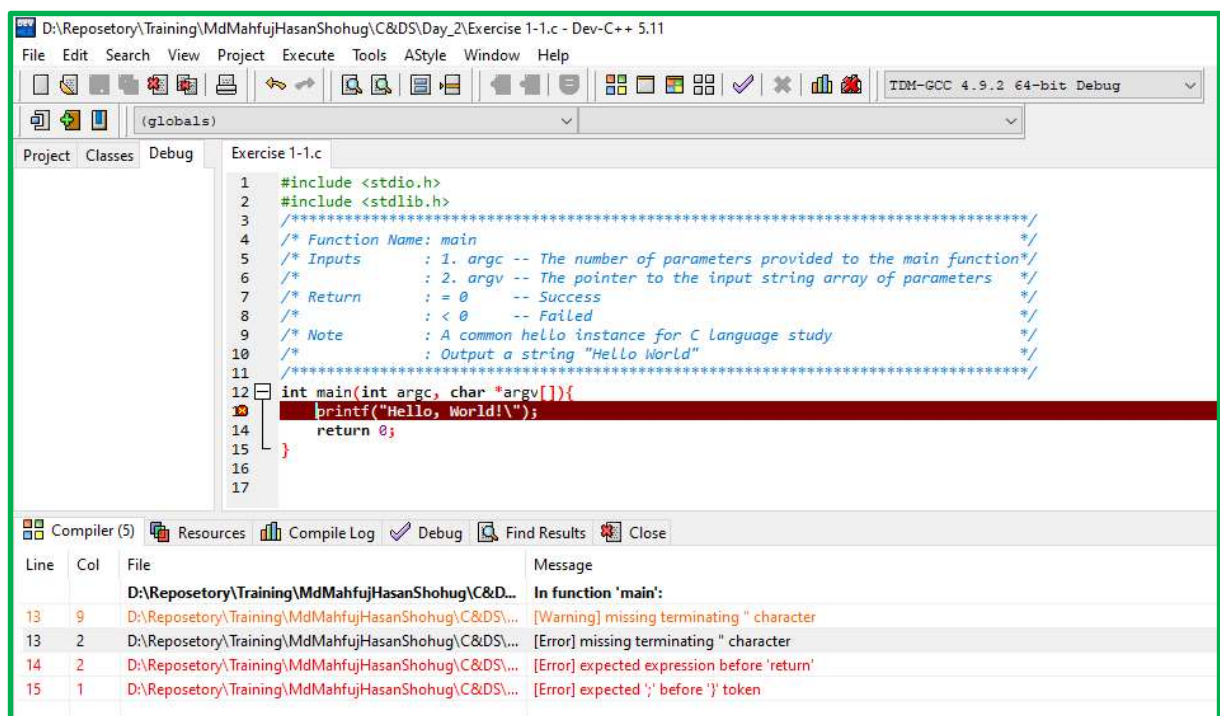 D:\Reposetory\Training\MdMahfujHasanShohug\C&DS\Day_2\Exercise 1-1.c - Dev-C++ 5.11
File Edit Search View Project Execute Tools AStyle Window Help
TDM-GCC 4.9.2 64-bit Debug
(globals)
Project Classes Debug Exercise 1-1.c
1 #include <stdio.h>
2 #include <stdlib.h>
3 /*****************************************************************************/
4 /* Function Name: main */
5 /* Inputs : 1. argc -- The number of parameters provided to the main function*/
6 /* : 2. argv -- The pointer to the input string array of parameters */
7 /* Return : = 0 -- Success */
8 /* : < 0 -- Failed */
9 /* Note : A common hello instance for C language study */
10 /* : Output a string "Hello World" */
11 /*****************************************************************************/
12 int main(int argc, char *argv[]){
printf("Hello, World!\");
14 return 0;
15 }
16
17
Compiler (5) Resources Compile Log Debug Find Results Close
Line Col File Message
D:\Reposetory\Training\MdMahfujHasanShohug\C&D... In function 'main':
13 9 D:\Reposetory\Training\MdMahfujHasanShohug\C&DS\... [Warning] missing terminating " character
13 2 D:\Reposetory\Training\MdMahfujHasanShohug\C&DS\... [Error] missing terminating " character
14 2 D:\Reposetory\Training\MdMahfujHasanShohug\C&DS\... [Error] expected expression before 'return'
15 1 D:\Reposetory\Training\MdMahfujHasanShohug\C&DS\... [Error] expected ';' before '}' token